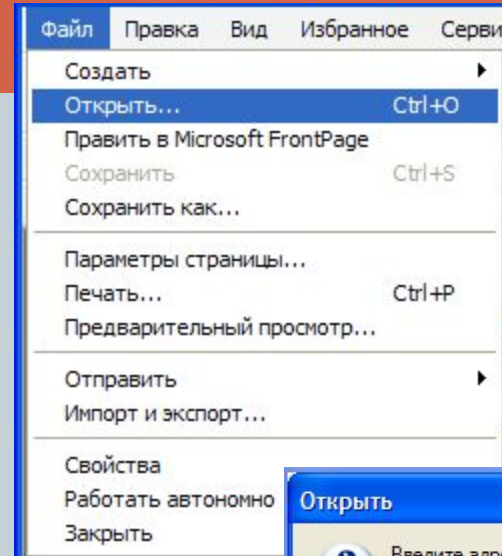 Файл Правка Вид Избранное
Создать
Открыть... Ctrl+O
Править в Microsoft FrontPage
Сохранить Ctrl+S
Сохранить как...
Параметры страницы...
Печать... Ctrl+P
Предварительный просмотр...
Отправить
Импорт и экспорт...
Свойства
Работать автономно
Закрыть
Открыть